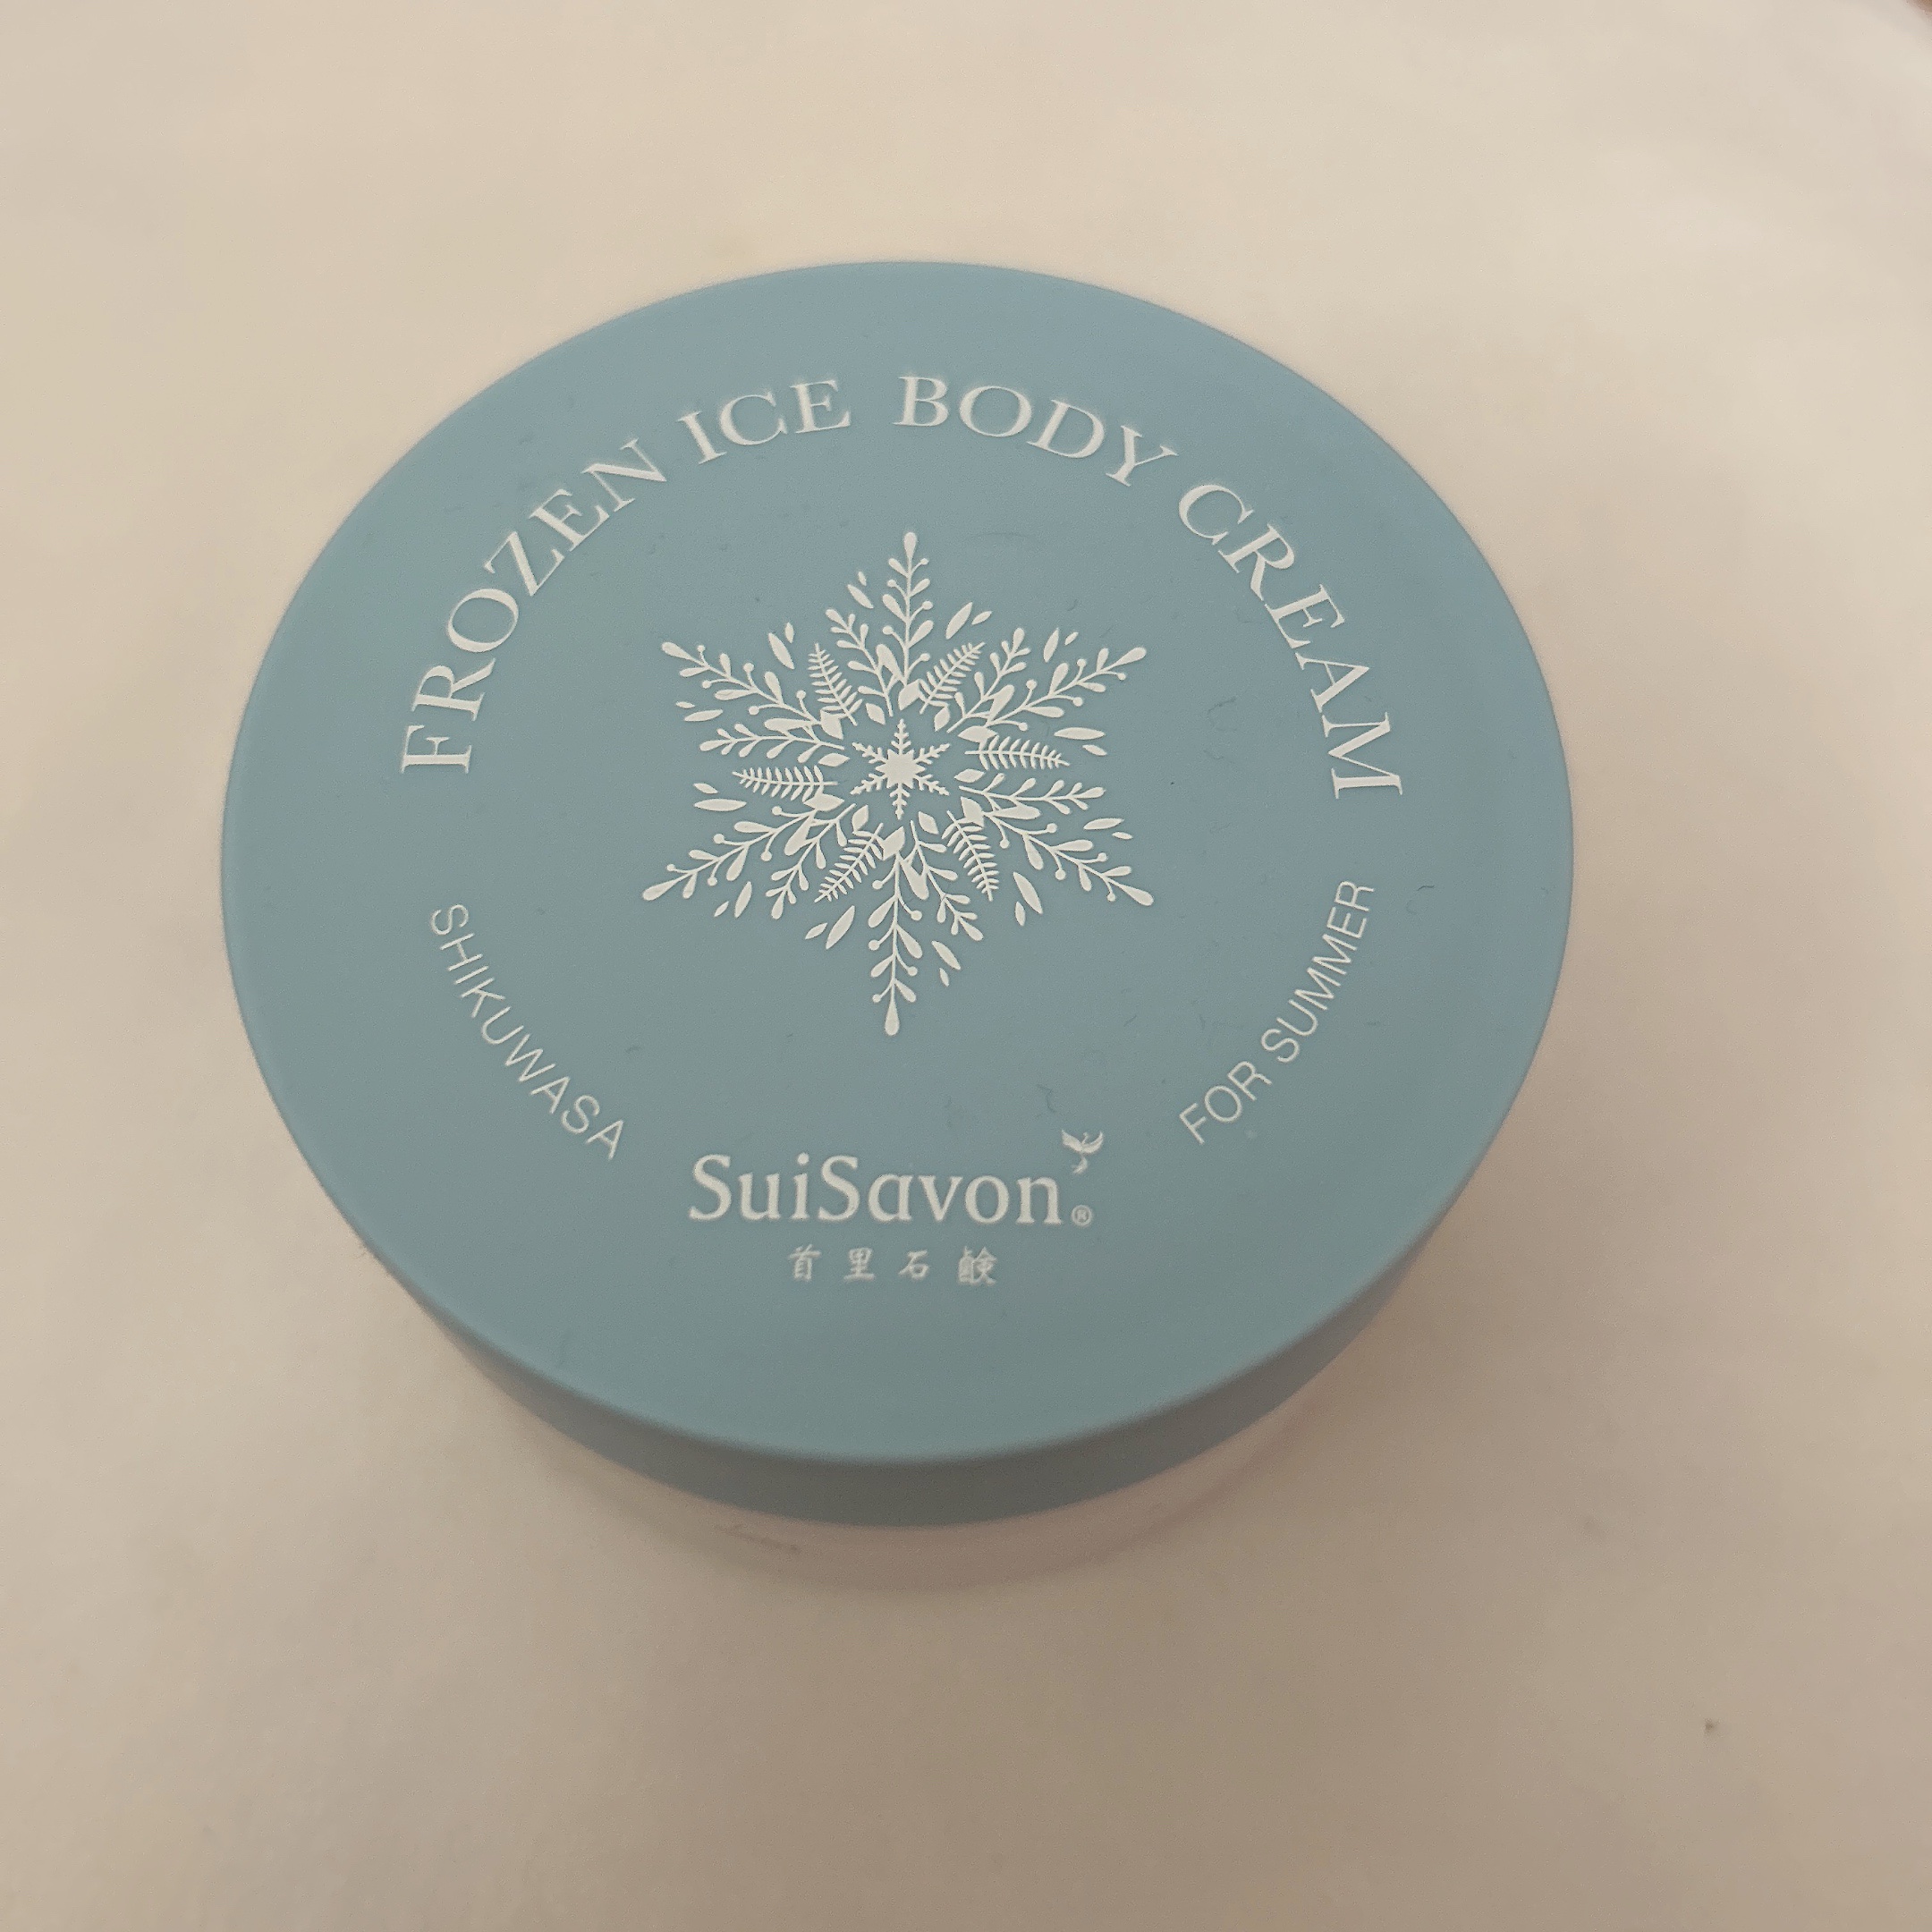 FROZEN ICE BODY CREAM
SHIKUWASA
FOR SUMMER
SuiSavon®
首里石鹸